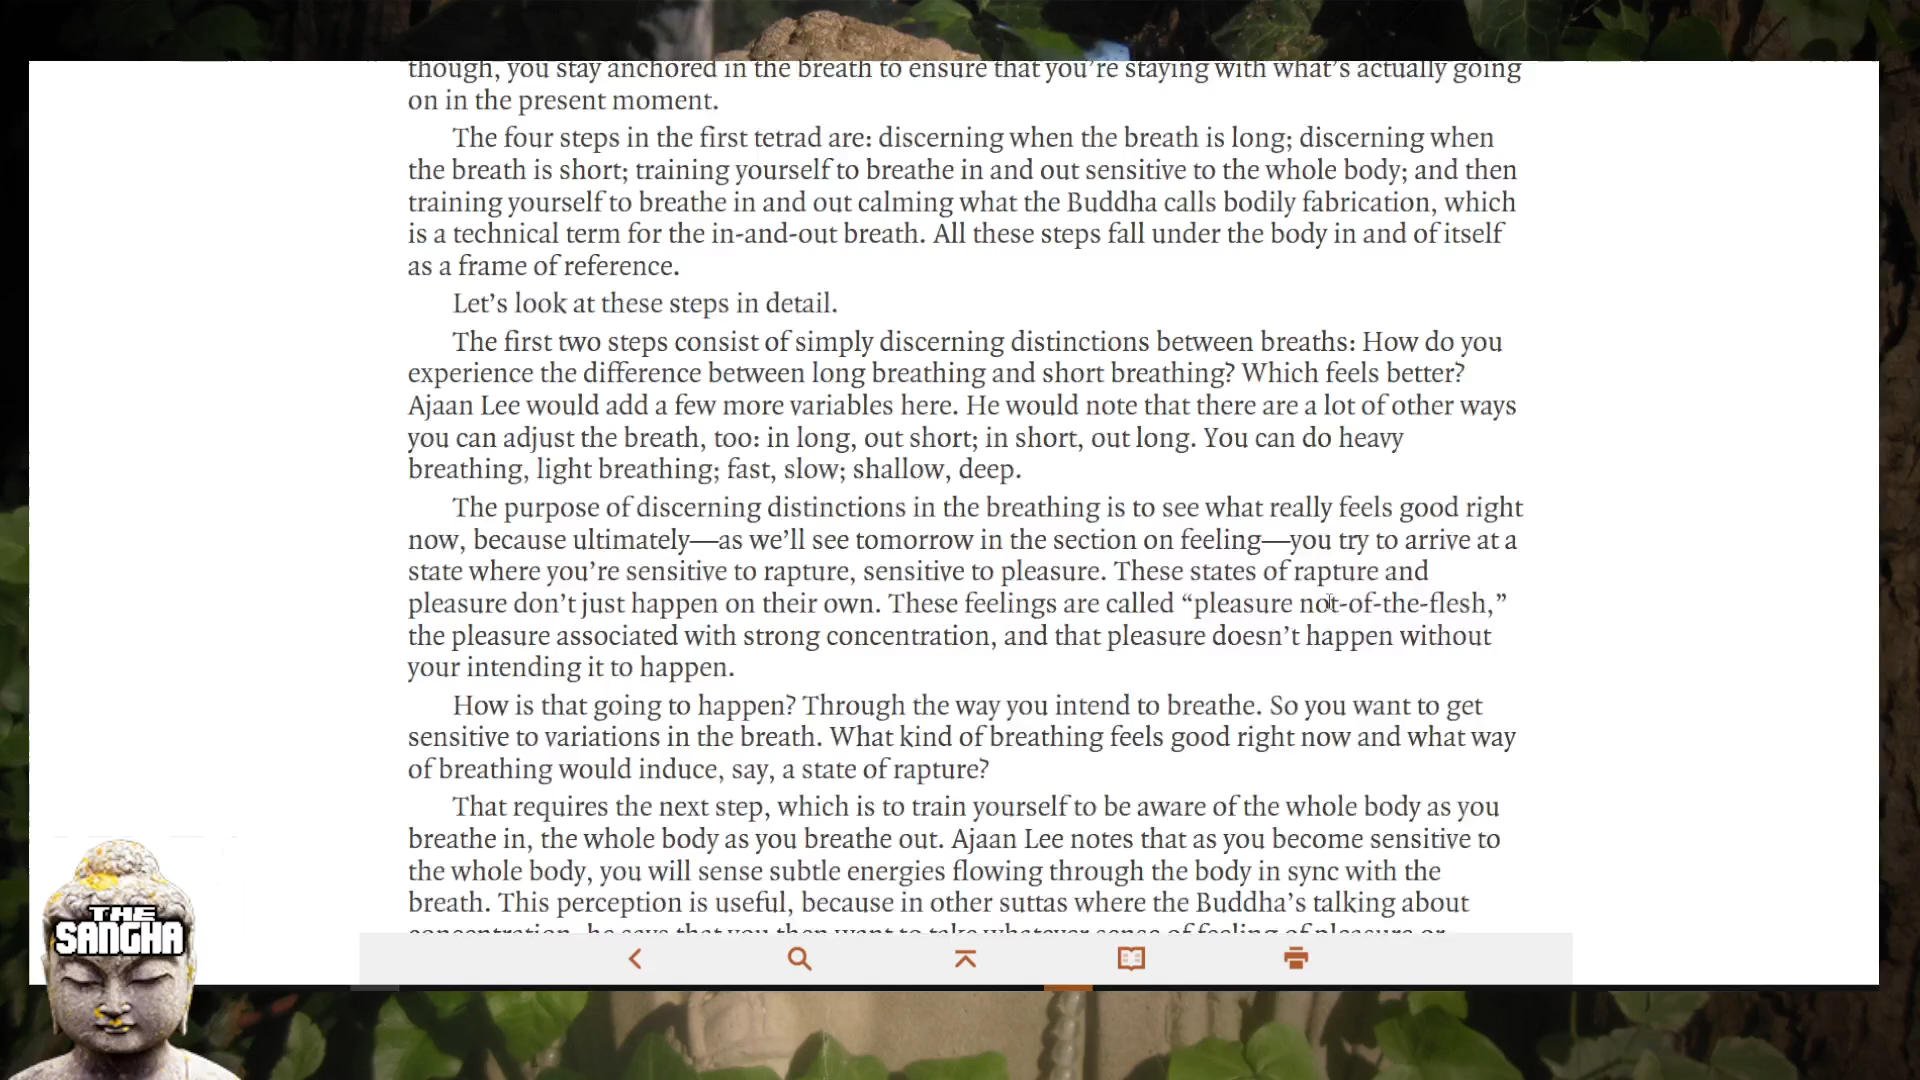 though, you stay anchored in the breath to ensure that you’re staying with what’s actually going
on in the present moment.
The four steps in the first tetrad are: discerning when the breath is long; discerning when
the breath is short; training yourself to breathe in and out sensitive to the whole body; and then
training yourself to breathe in and out calming what the Buddha calls bodily fabrication, which
is a technical term for the in-and-out breath. All these steps fall under the body in and of itself
as a frame of reference.
Let’s look at these steps in detail.
The first two steps consist of simply discerning distinctions between breaths: How do you
experience the difference between long breathing and short breathing? Which feels better?
Ajaan Lee would add a few more variables here. He would note that there are a lot of other ways
you can adjust the breath, too: in long, out short; in short, out long. You can do heavy
breathing, light breathing; fast, slow; shallow, deep.
The purpose of discerning distinctions in the breathing is to see what really feels good right
now, because ultimately—as we’ll see tomorrow in the section on feeling—you try to arrive at a
state where you’re sensitive to rapture, sensitive to pleasure. These states of rapture and
pleasure don’t just happen on their own. These feelings are called “pleasure not-of-the-flesh,”
the pleasure associated with strong concentration, and that pleasure doesn’t happen without
your intending it to happen.
How is that going to happen? Through the way you intend to breathe. So you want to get
sensitive to variations in the breath. What kind of breathing feels good right now and what way
of breathing would induce, say, a state of rapture?
That requires the next step, which is to train yourself to be aware of the whole body as you
breathe in, the whole body as you breathe out. Ajaan Lee notes that as you become sensitive to
the whole body, you will sense subtle energies flowing through the body in sync with the
breath. This perception is useful, because in other suttas where the Buddha’s talking about
concentration, he says that you then want to take whatever sense of feeling of pleasure or
THE
SANGHA